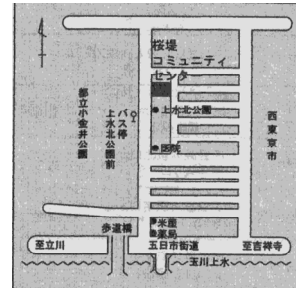 桜堤
コミュニティ
センター
上水北公園
都立小金井公園
バス停
上水北公園前
医院
西東京市
米屋
薬局
歩道橋
至立川
五日市街道
至吉祥寺
玉川上水